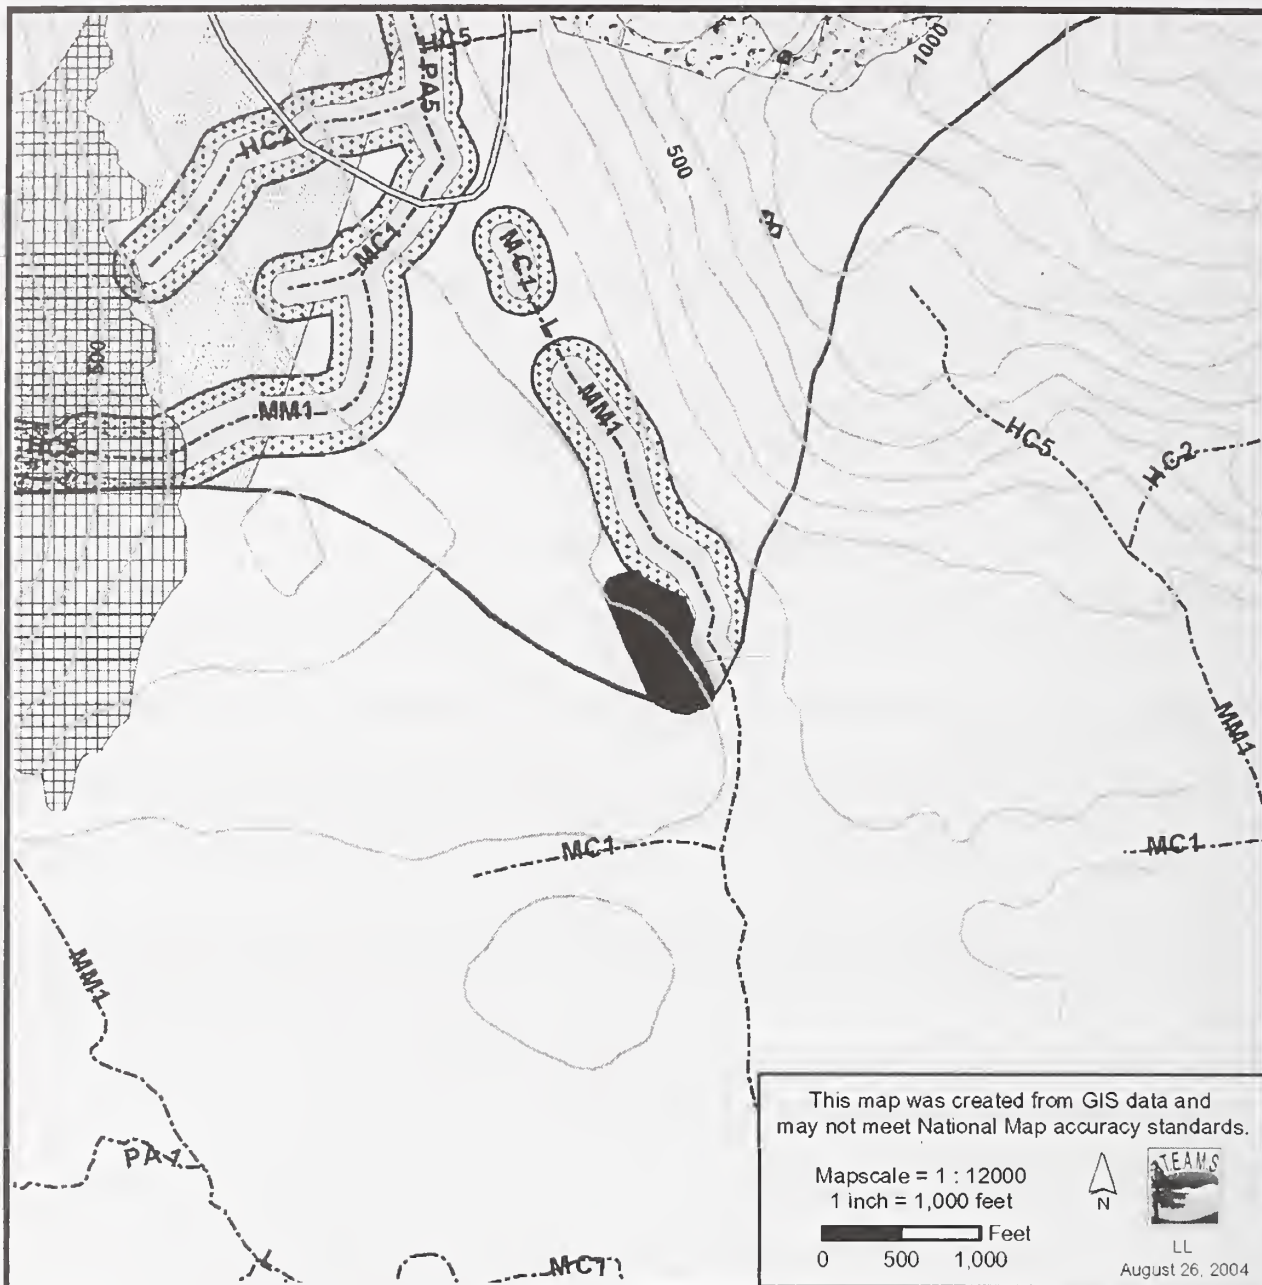 HC5
PA5
1000
HC2
500
MC1
MC1
L
500
MM1
MM1
HC5
HC2
MM1
MC1
MC1
MM1
PA1
L
This map was created from GIS data and
may not meet National Map accuracy standards.
Mapscale = 1 : 12000
1 inch = 1,000 feet
N
TEAMS
Feet
0 500 1,000
LL
August 26, 2004